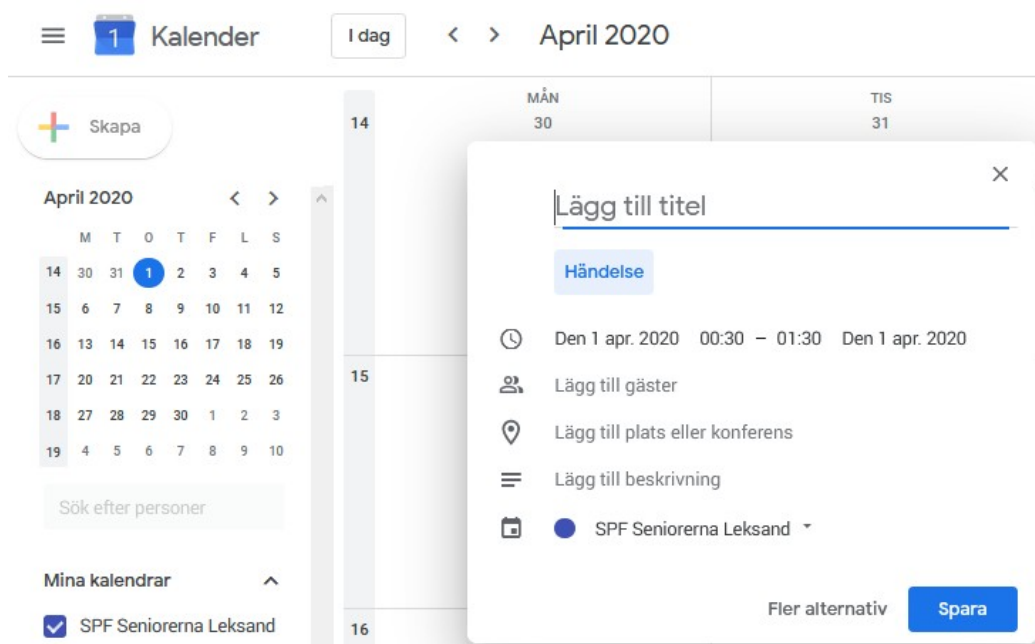 1 Kalender I dag < > April 2020
Skapa
April 2020 < >
M T O T F L S
14 30 31 1 2 3 4 5
15 6 7 8 9 10 11 12
16 13 14 15 16 17 18 19
17 20 21 22 23 24 25 26
18 27 28 29 30 1 2 3
19 4 5 6 7 8 9 10
Sök efter personer
Mina kalendrar
SPF Seniorerna Leksand
MÅN TIS
14 30 31
15
16
Lägg till titel
Händelse
Den 1 apr. 2020 00:30 – 01:30 Den 1 apr. 2020
Lägg till gäster
Lägg till plats eller konferens
Lägg till beskrivning
SPF Seniorerna Leksand
Fler alternativ Spara